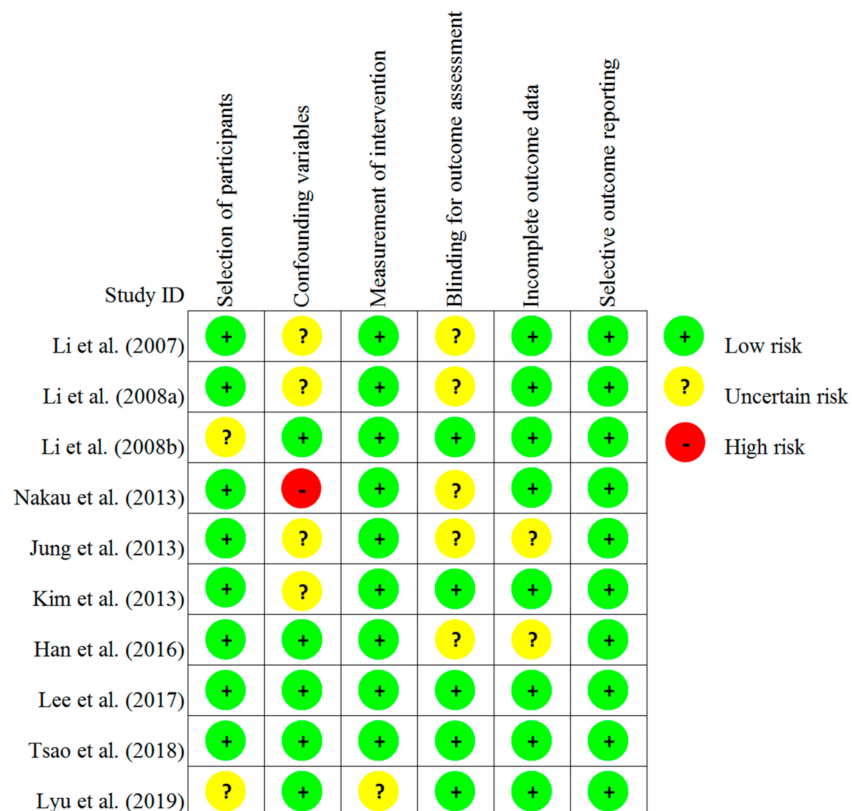 Study ID
Selection of participants
Confounding variables
Measurement of intervention
Blinding for outcome assessment
Incomplete outcome data
Selective outcome reporting
Li et al. (2007) + ? + ? + +
Li et al. (2008a) + ? + ? + +
Li et al. (2008b) ? + + + + +
Nakau et al. (2013) + - + ? + +
Jung et al. (2013) + ? + ? ? +
Kim et al. (2013) + ? + + + +
Han et al. (2016) + + + ? ? +
Lee et al. (2017) + + + + + +
Tsao et al. (2018) + + + + + +
Lyu et al. (2019) ? + ? + + +
+ Low risk
? Uncertain risk
- High risk